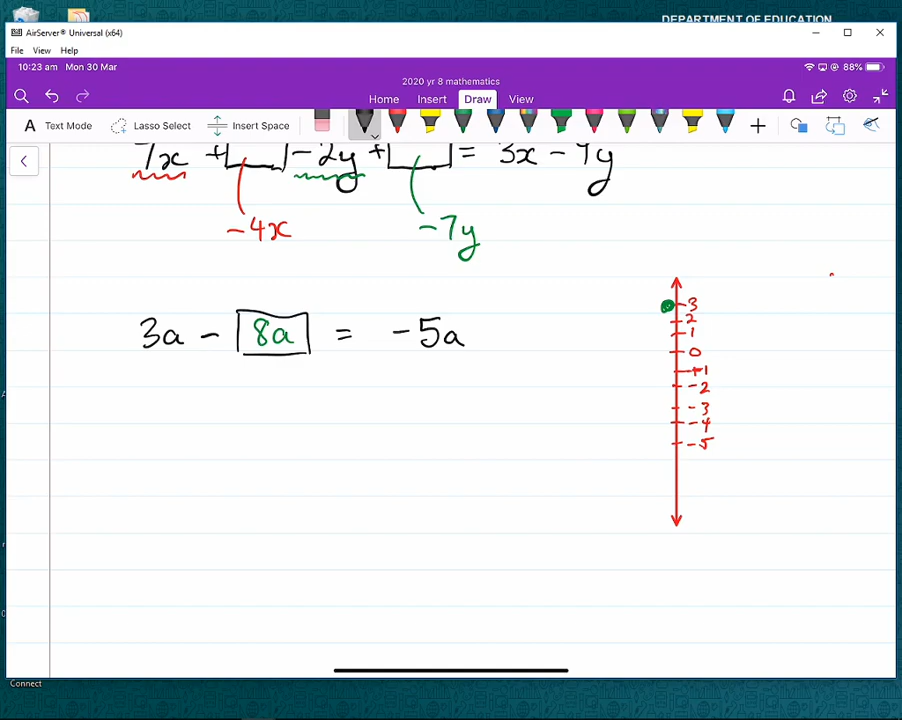 DEPARTMENT OF EDUCATION
AirServer® Universal (x64)
File View Help
10:23 am Mon 30 Mar
88%
2020 yr 8 mathematics
Home Insert Draw View
A Text Mode Lasso Select Insert Space
7x + □ - 2y + □ = 3x - 9y
-4x
-7y
3a - 8a = -5a
3
2
1
0
+1
-2
-3
-4
-5
Connect